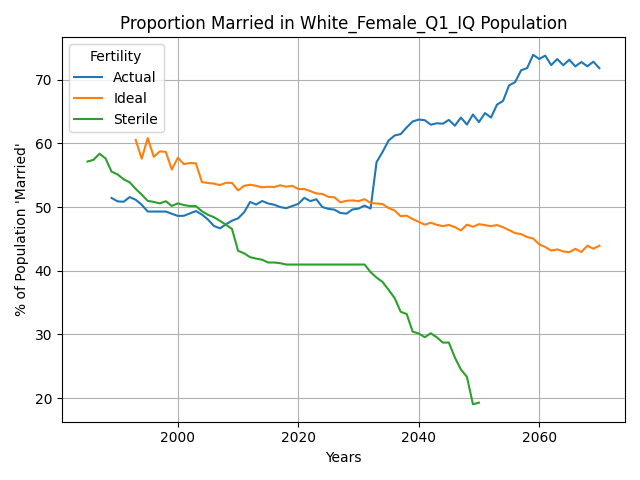 Proportion Married in White_Female_Q1_IQ Population
Fertility
Actual
Ideal
Sterile
% of Population 'Married'
70
60
50
40
30
20
2000
2020
2040
2060
Years